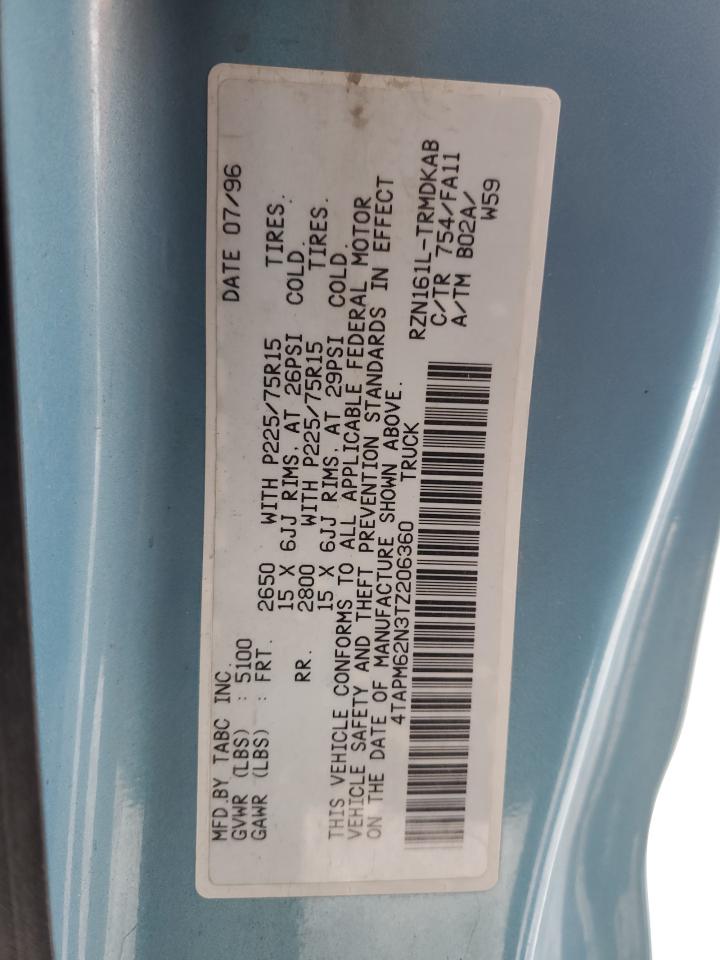 MFD.BY TABC INC. DATE 07/96
GVWR (LBS) : 5100
GAWR (LBS) : FRT. 2650 WITH P225/75R15 TIRES.
15 X 6JJ RIMS. AT 26PSI COLD.
RR. 2800 WITH P225/75R15 TIRES.
15 X 6JJ RIMS. AT 29PSI COLD.
THIS VEHICLE CONFORMS TO ALL APPLICABLE FEDERAL MOTOR
VEHICLE SAFETY AND THEFT PREVENTION STANDARDS IN EFFECT
ON THE DATE OF MANUFACTURE SHOWN ABOVE.
4TAPM62N3TZ206360 TRUCK
RZN161L-TRMDKAB
C/TR 754/FA11
A/TM B02A/
W59